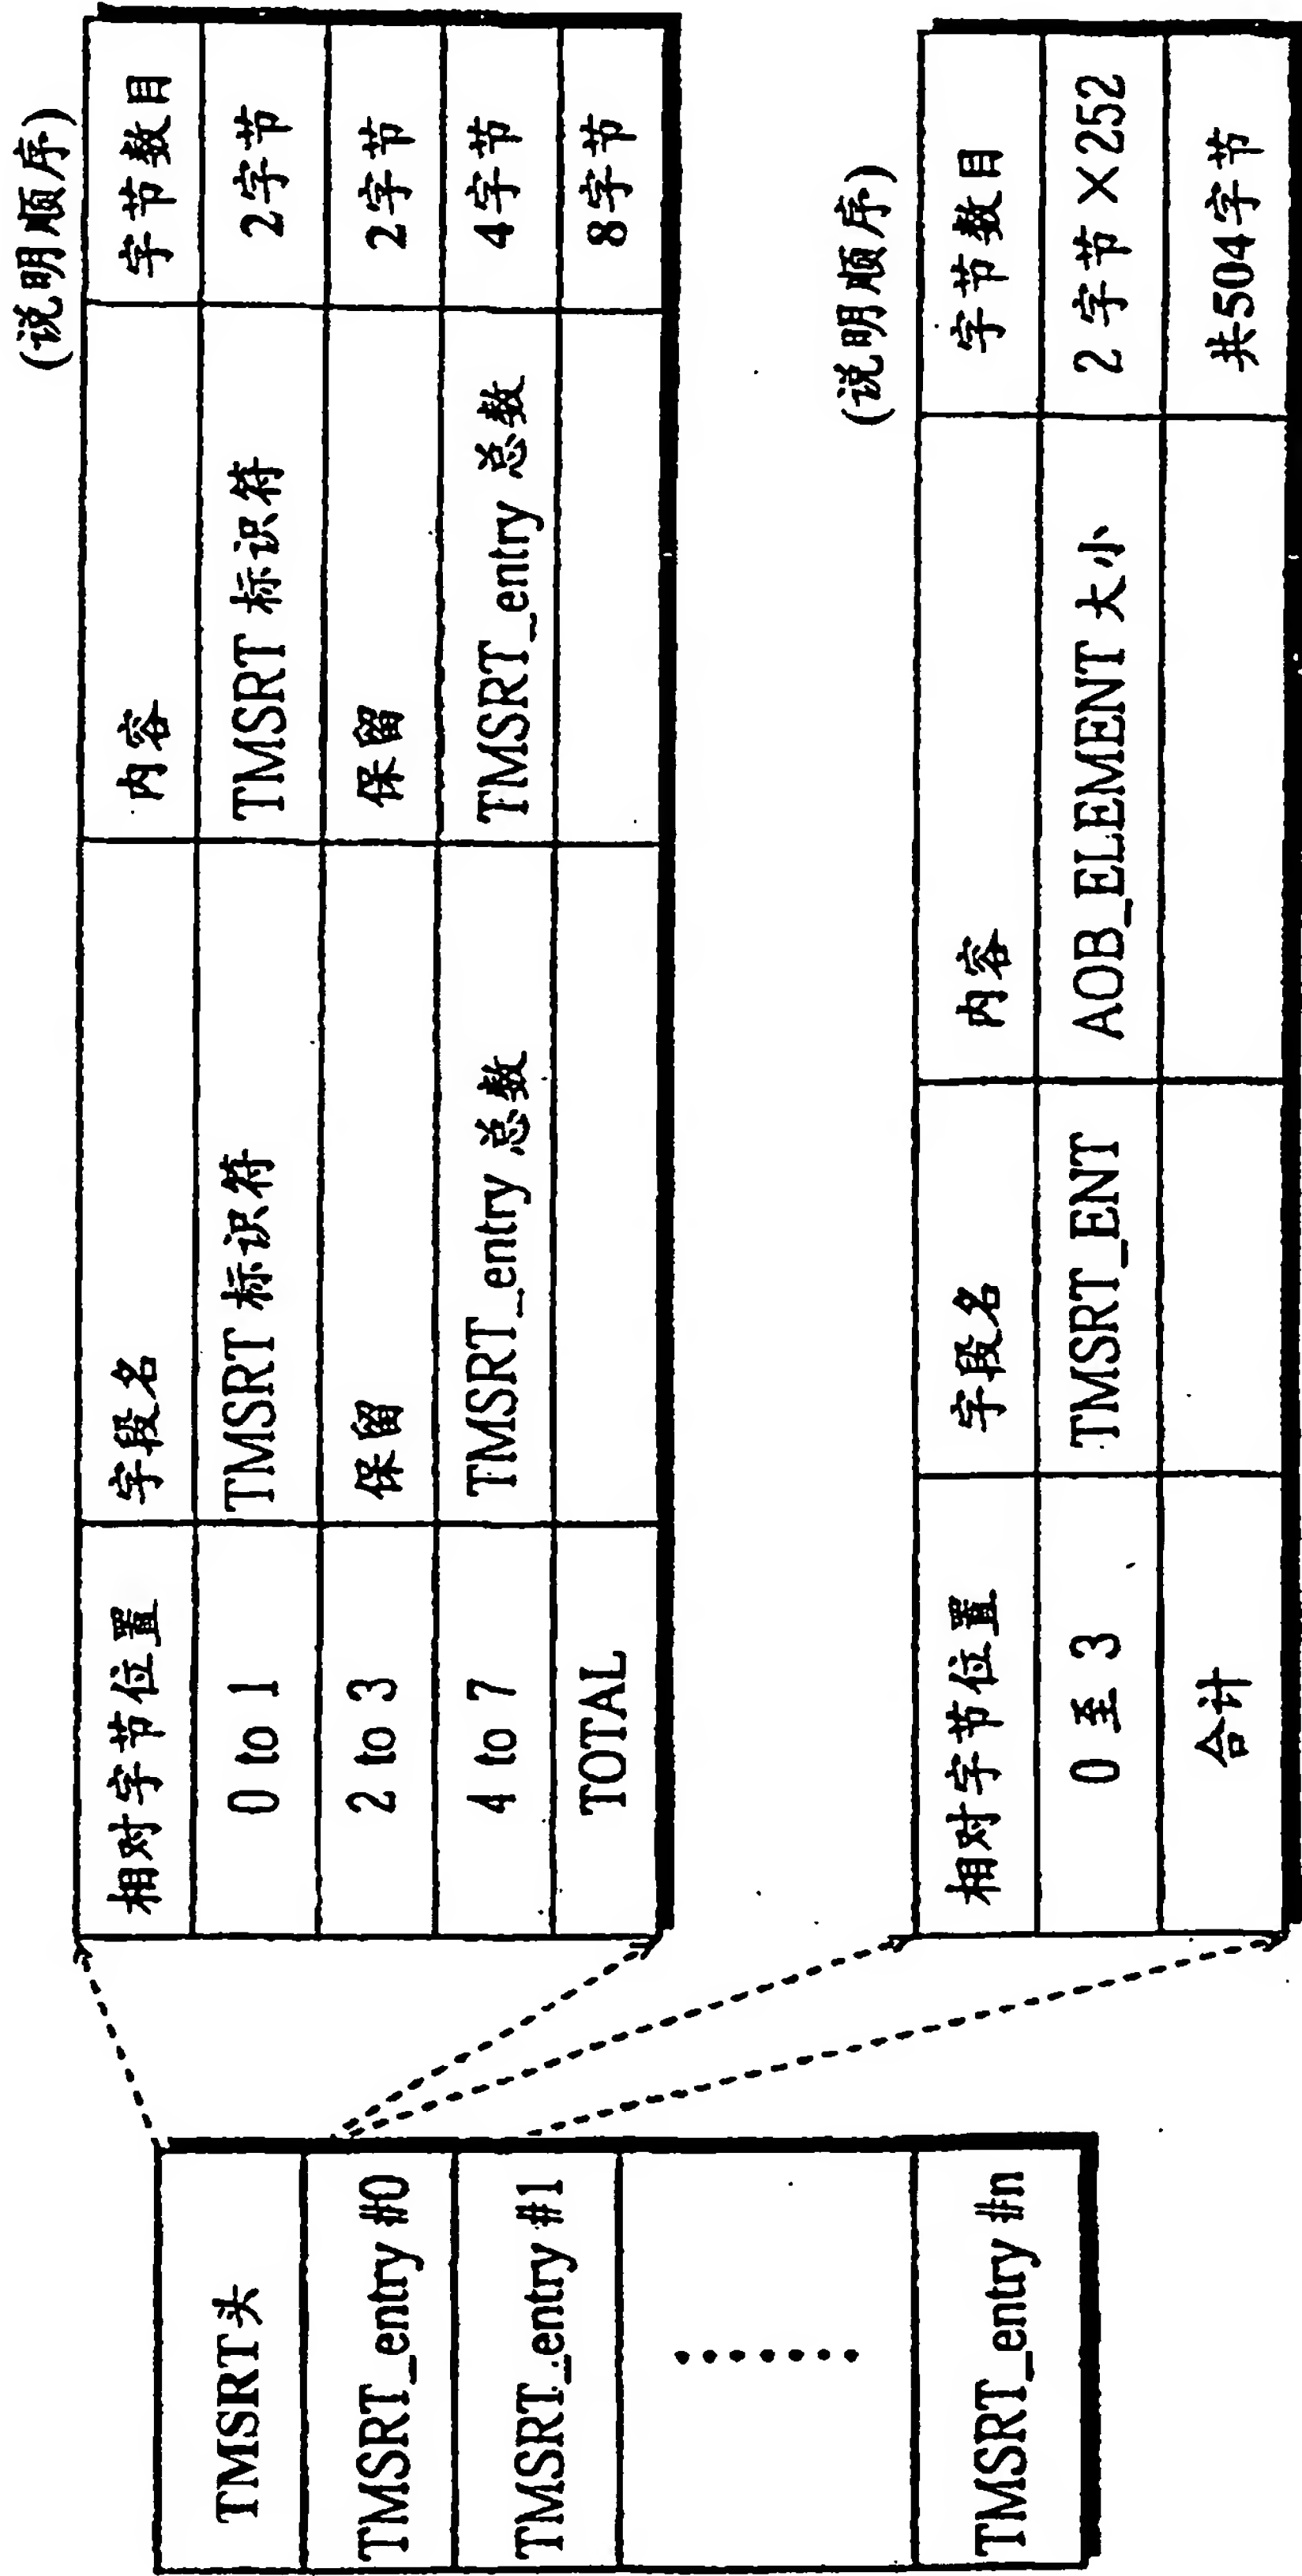 TMSRT头
TMSRT_entry #0
TMSRT_entry #1
.......
TMSRT_entry #n
(说明顺序)
相对字节位置 字段名 内容 字节数目
0 to 1 TMSRT 标识符 TMSRT 标识符 2字节
2 to 3 保留 保留 2字节
4 to 7 TMSRT_entry 总数 TMSRT_entry 总数 4字节
TOTAL 8字节
(说明顺序)
相对字节位置 字段名 内容 字节数目
0 至 3 TMSRT_ENT AOB_ELEMENT 大小 2 字节 ×252
合计 共504字节